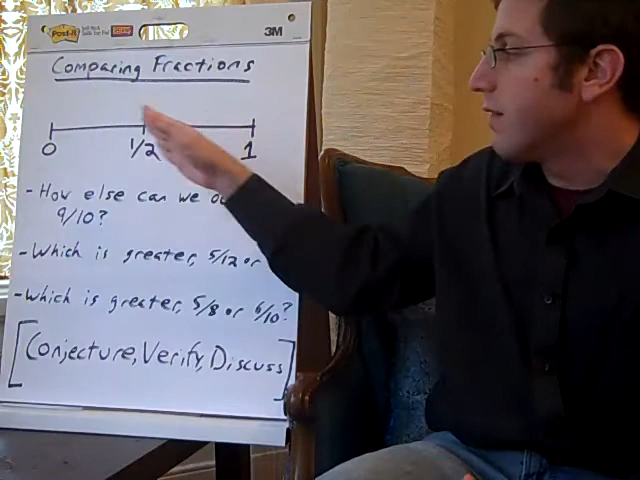 Post-it
3M
Comparing Fractions
0 1/2 1
- How else can we
9/10?
- Which is greater, 5/12 or
- Which is greater, 5/8 or 6/10?
[Conjecture, Verify, Discuss]